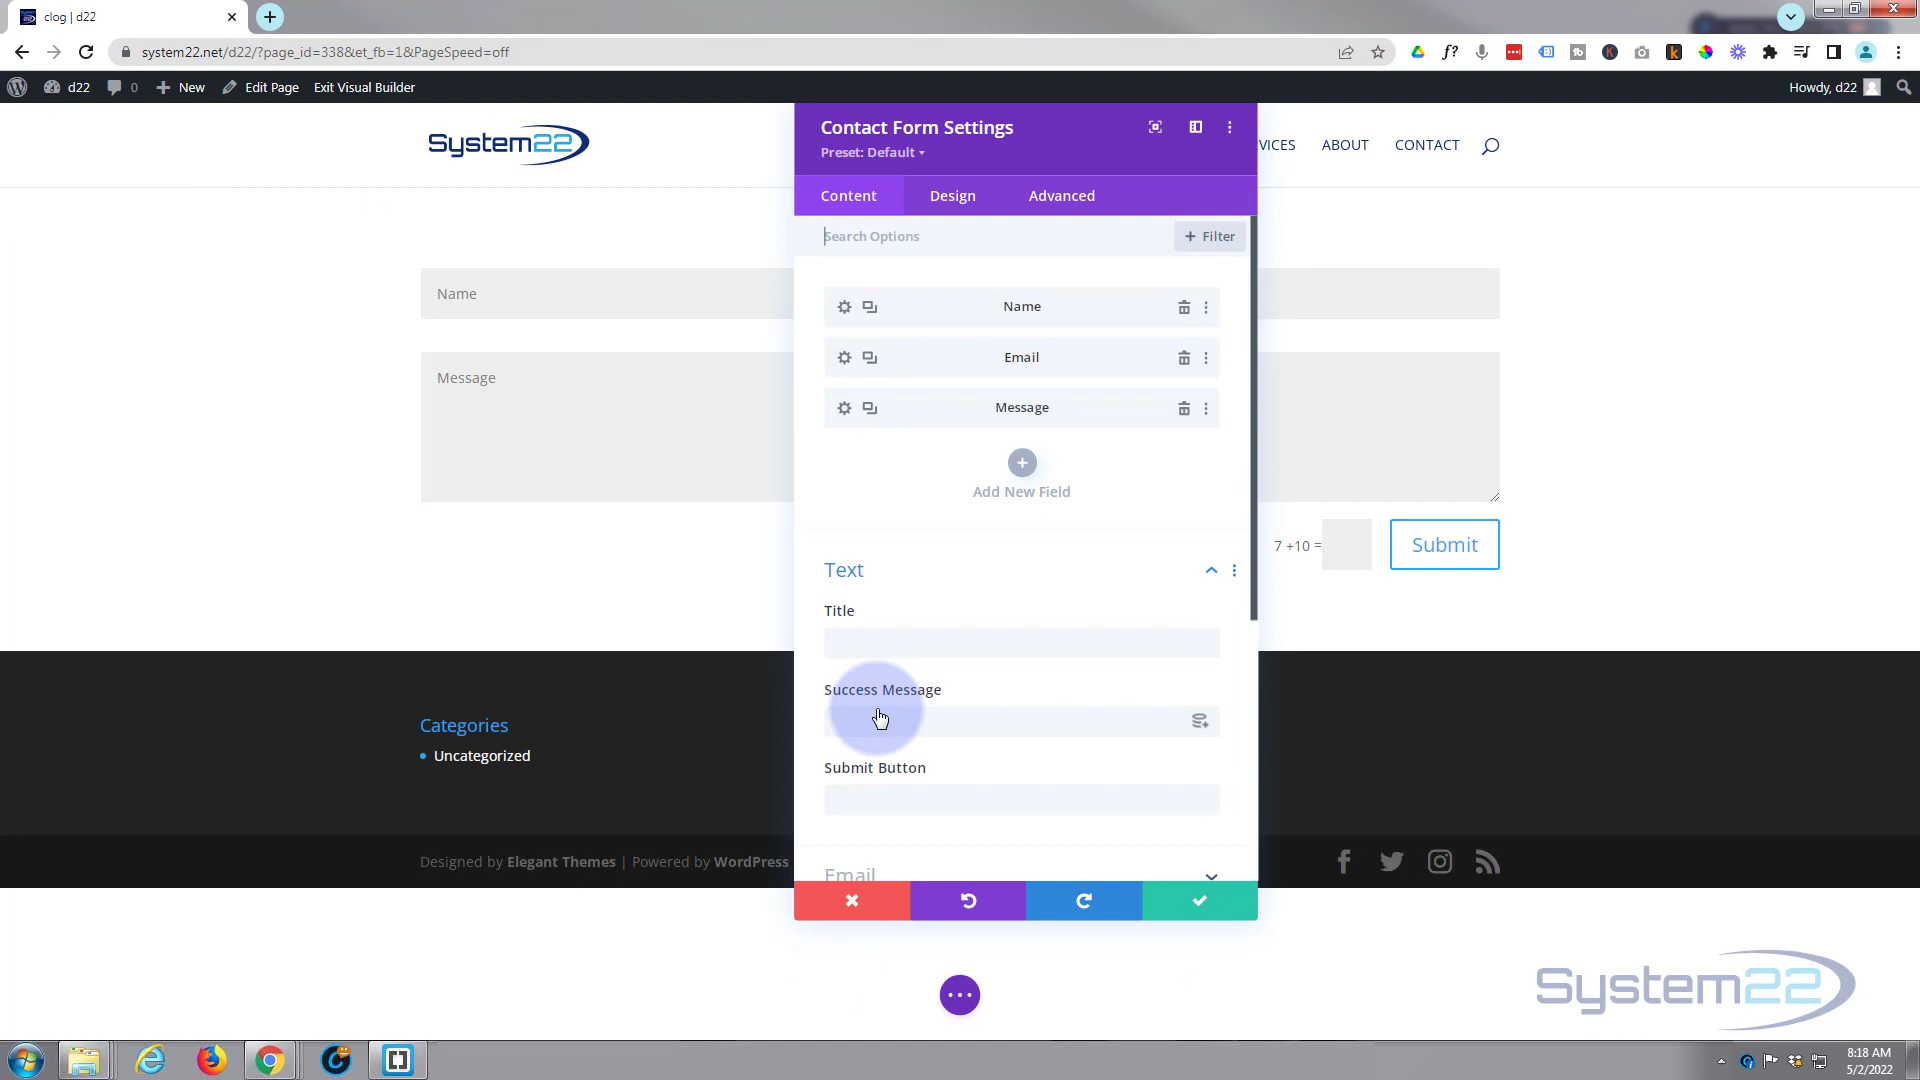 clog | d22
system22.net/d22/?page_id=338&et_fb=1&PageSpeed=off
d22
0
New
Edit Page
Exit Visual Builder
Howdy, d22
System22
VICES
ABOUT
CONTACT
Contact Form Settings
Preset: Default
Content
Design
Advanced
Search Options
+ Filter
Name
Name
Email
Message
Message
Add New Field
7 +10 =
Submit
Text
Title
Success Message
Submit Button
Email
Categories
Uncategorized
Designed by Elegant Themes | Powered by WordPress
System22
8:18 AM
5/2/2022